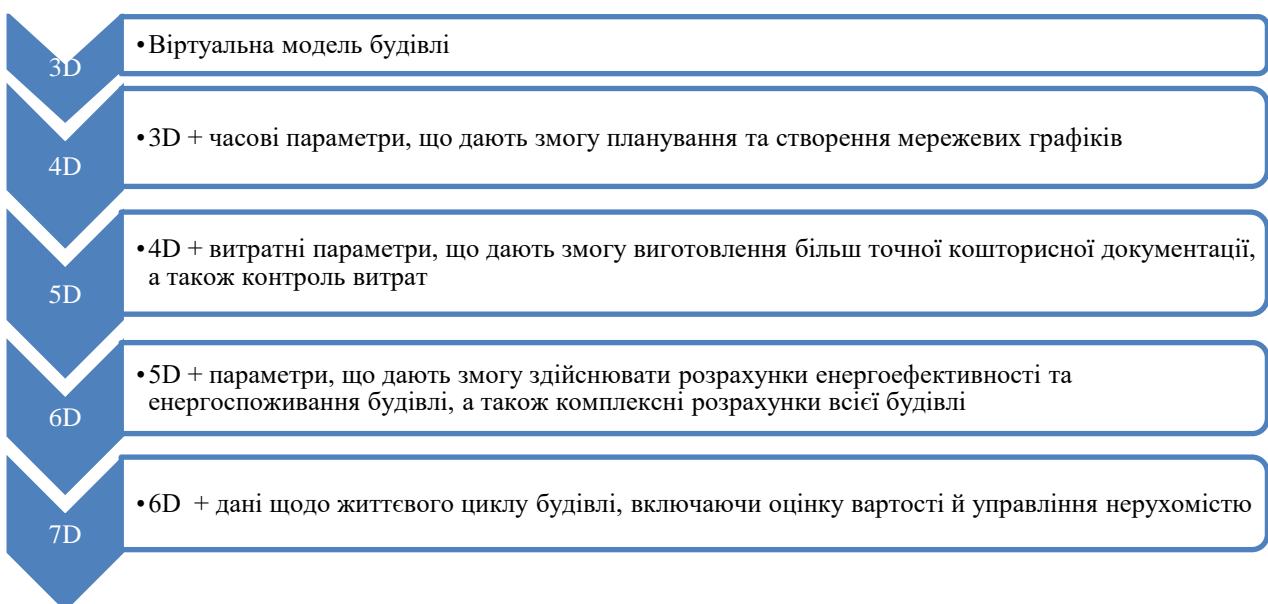 3D
•Віртуальна модель будівлі
4D
•3D + часові параметри, що дають змогу планування та створення мережевих графіків
5D
•4D + витратні параметри, що дають змогу виготовлення більш точної кошторисної документації,
а також контроль витрат
6D
•5D + параметри, що дають змогу здійснювати розрахунки енергоефективності та
енергоспоживання будівлі, а також комплексні розрахунки всієї будівлі
7D
•6D + дані щодо життєвого циклу будівлі, включаючи оцінку вартості й управління нерухомістю